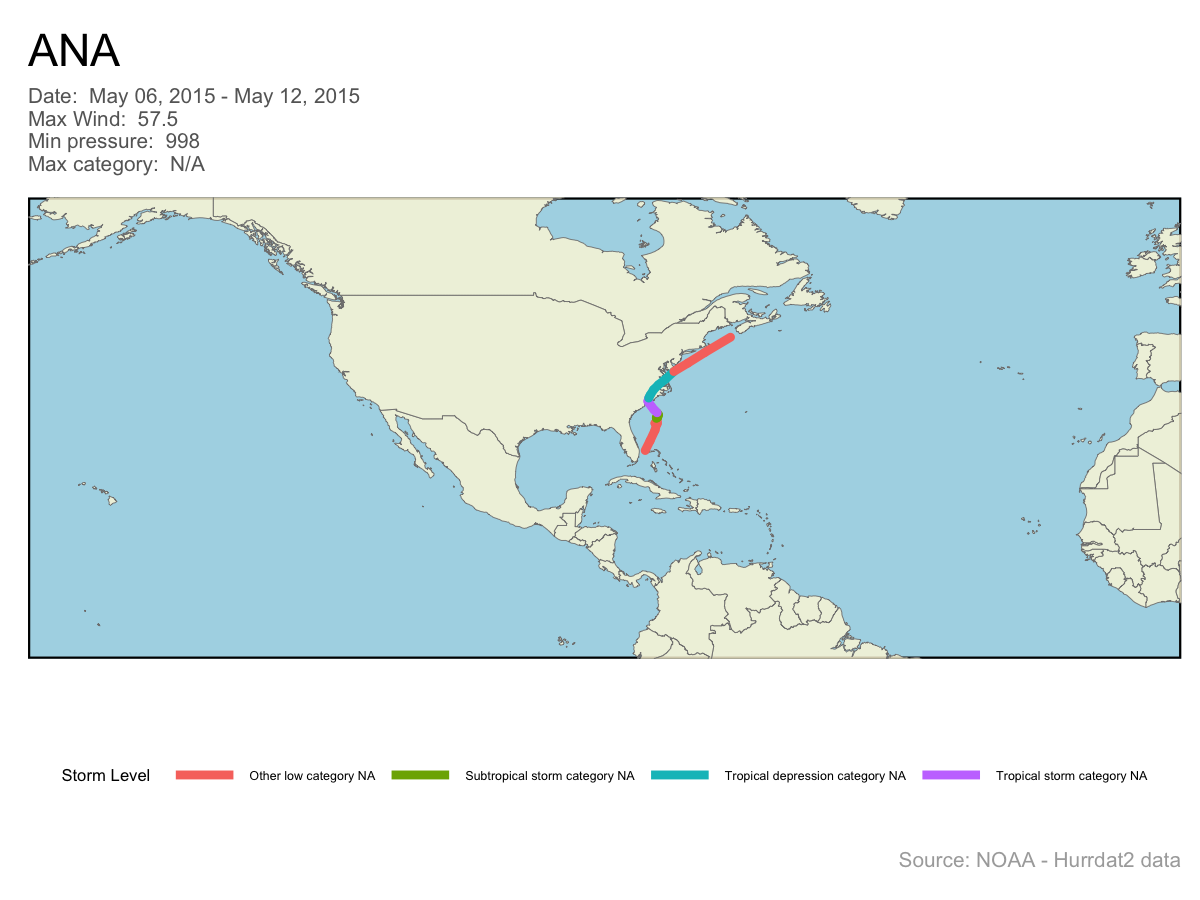 ANA
Date:  May 06, 2015 - May 12, 2015
Max Wind:  57.5
Min pressure:  998
Max category:  N/A
Storm Level
Other low category NA
Subtropical storm category NA
Tropical depression category NA
Tropical storm category NA
Source: NOAA - Hurrdat2 data